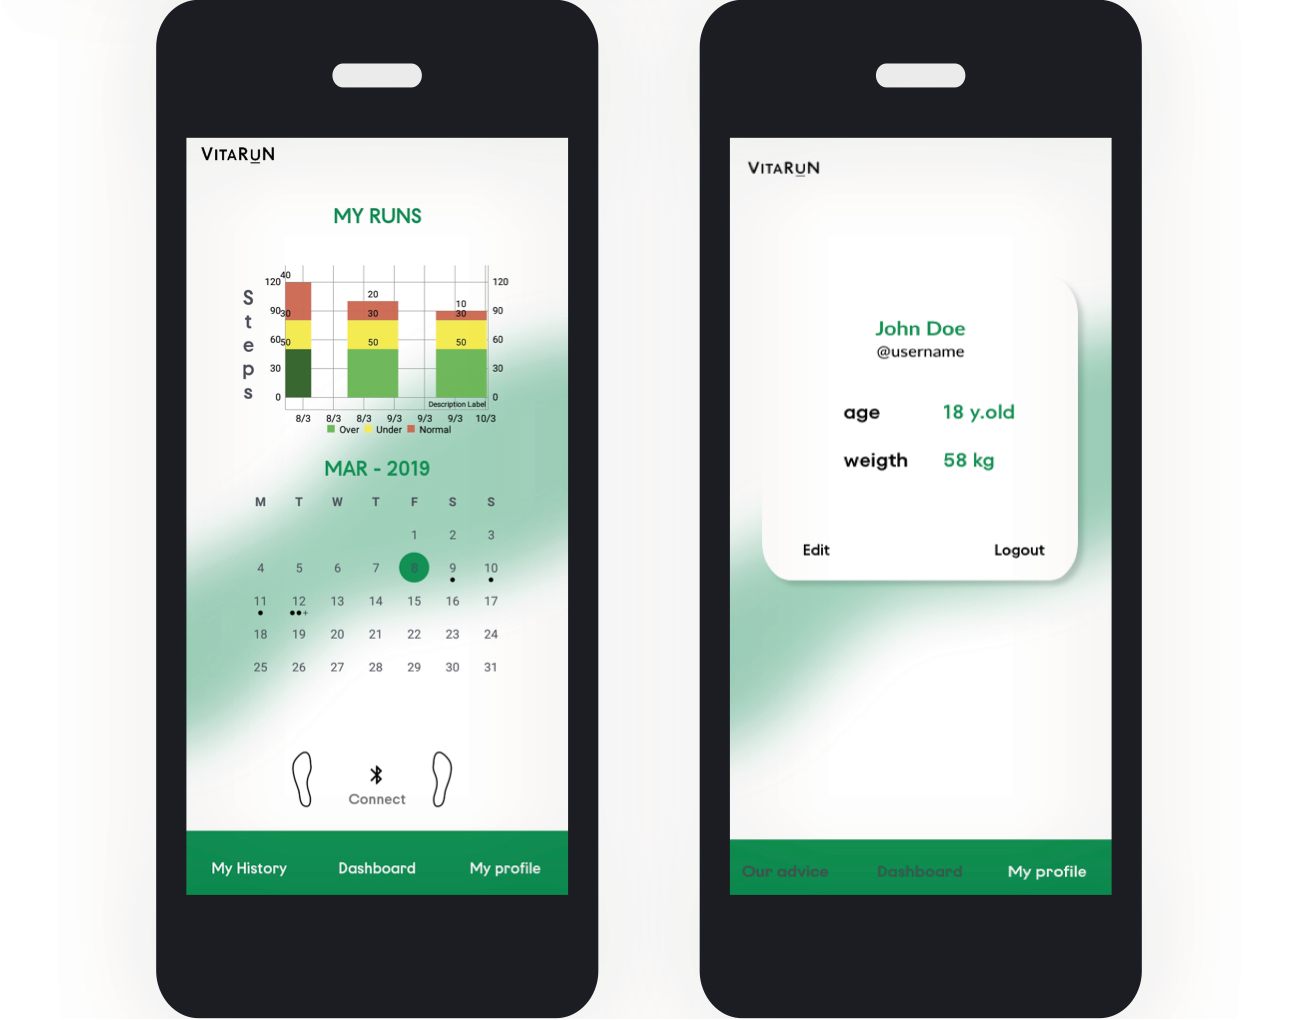 VITARUN
MY RUNS
Steps
40
120 120
20
10
90 30 30 30 90
60 50 50 50 60
30 30
0 0
Description Label
8/3 8/3 8/3 9/3 9/3 9/3 10/3
Over Under Normal
MAR - 2019
M T W T F S S
1 2 3
4 5 6 7 8 9 10
11 12 13 14 15 16 17
+
18 19 20 21 22 23 24
25 26 27 28 29 30 31
Connect
My History Dashboard My profile
VITARUN
John Doe
@username
age 18 y.old
weigth 58 kg
Edit Logout
Our advice Dashboard My profile